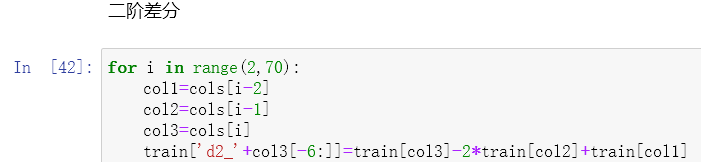 二阶差分
In [42]: for i in range(2,70):
    col1=cols[i-2]
    col2=cols[i-1]
    col3=cols[i]
    train['d2_'+col3[-6:]]=train[col3]-2*train[col2]+train[col1]